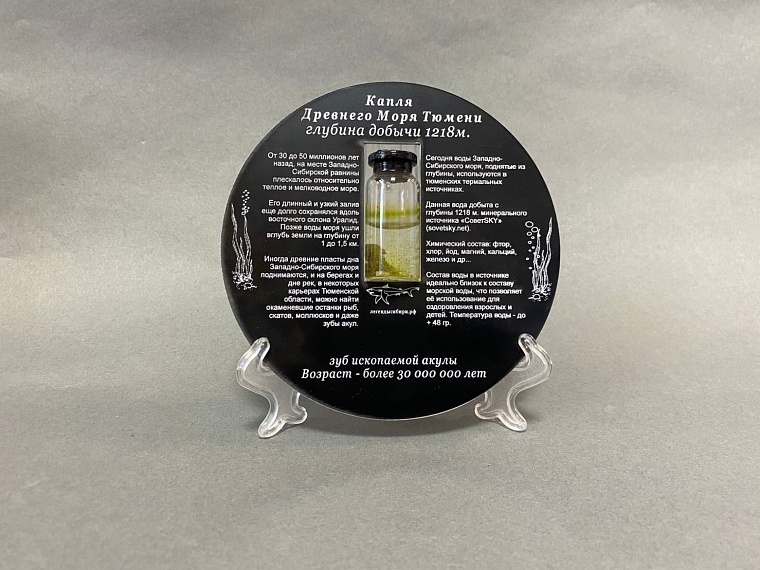 Капля
Древнего Моря Тюмени
глубина добычи 1218м.
От 30 до 50 миллионов лет
назад, на месте Западно-
Сибирской равнины
плескалось относительно
теплое и мелководное море.
Его длинный и узкий залив
еще долго сохранялся вдоль
восточного склона Уралид.
Позже воды моря ушли
вглубь земли на глубину от
1 до 1,5 км.
Иногда древние пласты дна
Западно-Сибирского моря
поднимаются, и на берегах и
дне рек, в некоторых
карьерах Тюменской
области, можно найти
окаменевшие останки рыб,
скатов, моллюсков и даже
зубы акул.
Сегодня воды Западно-
Сибирского моря, поднятые из
глубины, используются в
тюменских термальных
источниках.
Данная вода добыта с
глубины 1218 м. минерального
источника «СоветSKY»
(sovetsky.net).
Химический состав: фтор,
хлор, йод, магний, кальций,
железо и др...
Состав воды в источнике
идеально близок к составу
морской воды, что позволяет
её использование для
оздоровления взрослых и
детей. Температура воды - до
+ 48 гр.
легендысибири.рф
зуб ископаемой акулы
Возраст - более 30 000 000 лет